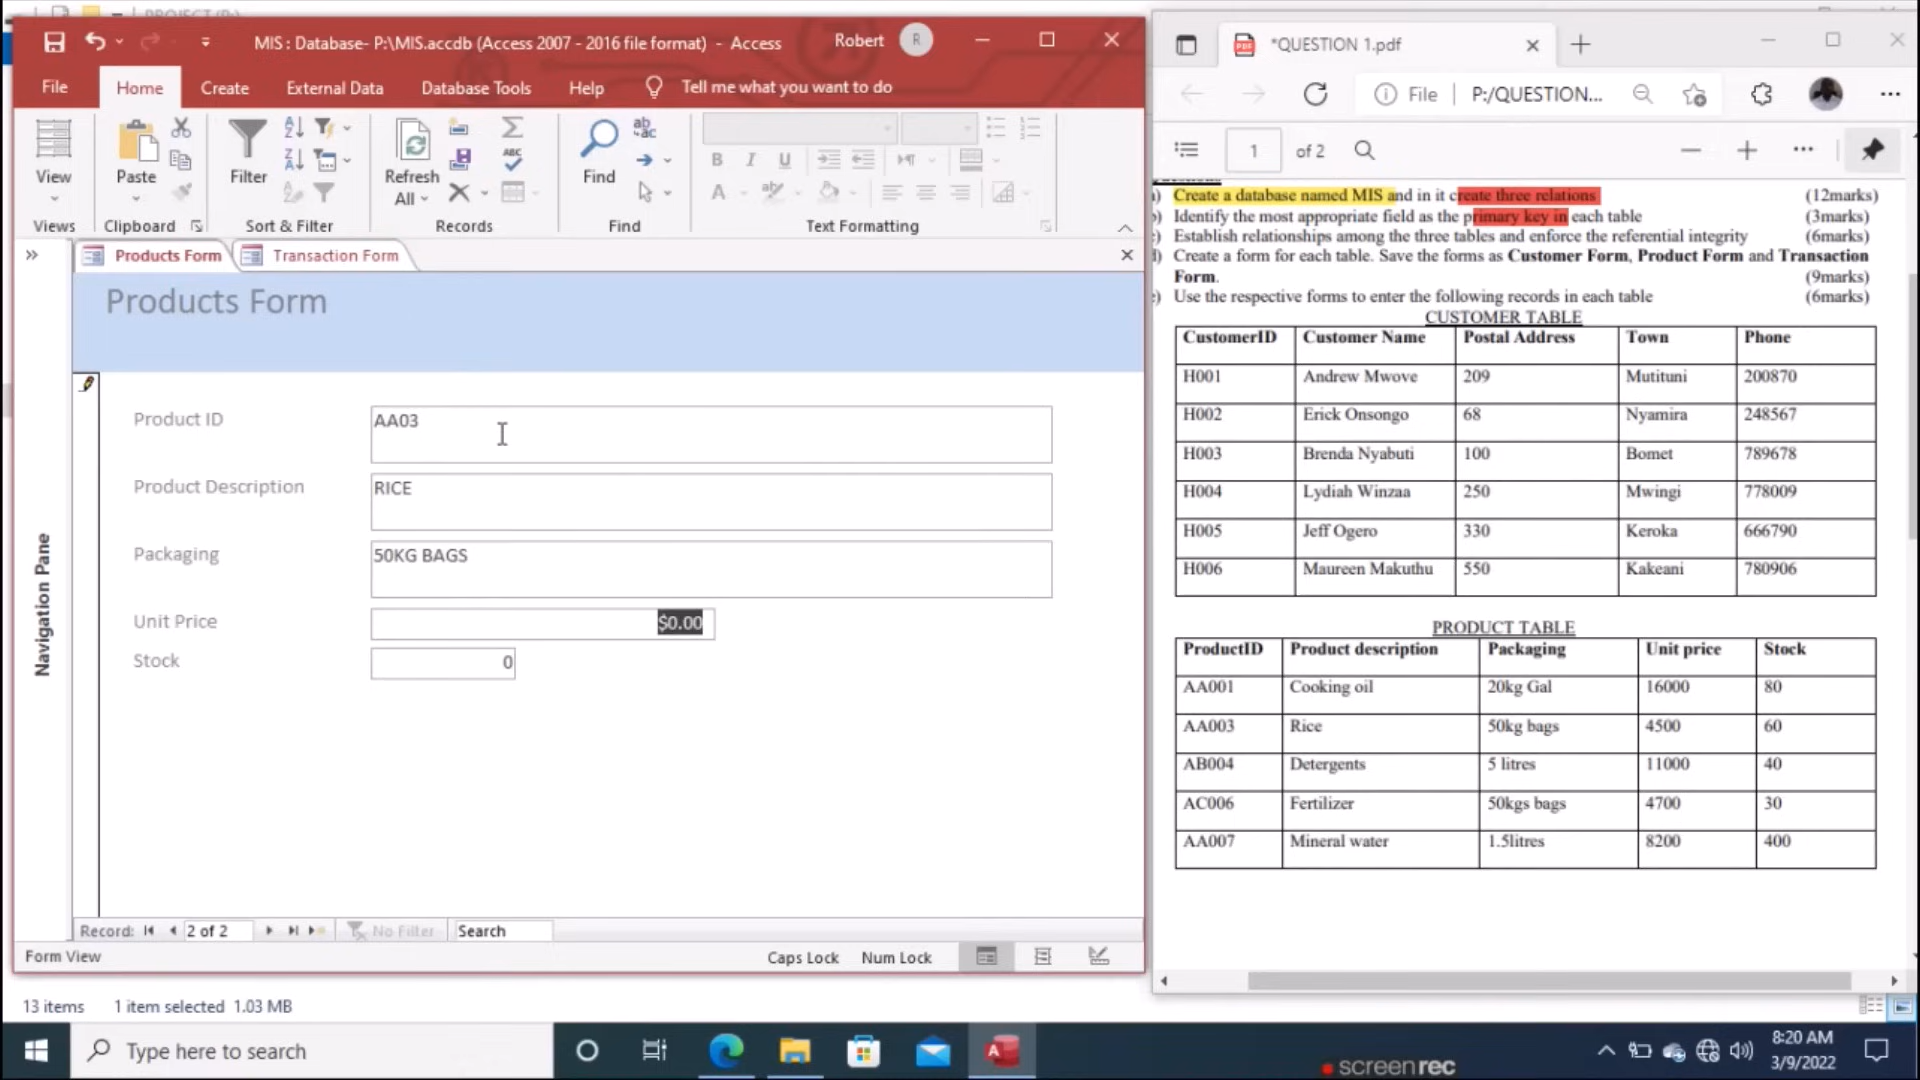 PROJECT (P:)
MIS : Database- P:\MIS.accdb (Access 2007 - 2016 file format) - Access
Robert
R
File
Home
Create
External Data
Database Tools
Help
Tell me what you want to do
View
Paste
Filter
Refresh
All
Find
Views
Clipboard
Sort & Filter
Records
Find
Text Formatting
Products Form
Transaction Form
Products Form
Navigation Pane
Product ID
AA03
Product Description
RICE
Packaging
50KG BAGS
Unit Price
$0.00
Stock
0
Record:
2 of 2
No Filter
Search
Form View
Caps Lock
Num Lock
13 items
1 item selected 1.03 MB
*QUESTION 1.pdf
File
P:/QUESTION...
1
of 2
Create a database named MIS and in it create three relations (12marks)
Identify the most appropriate field as the primary key in each table (3marks)
Establish relationships among the three tables and enforce the referential integrity (6marks)
Create a form for each table. Save the forms as Customer Form, Product Form and Transaction
Form. (9marks)
Use the respective forms to enter the following records in each table (6marks)
CUSTOMER TABLE
CustomerID Customer Name Postal Address Town Phone
H001 Andrew Mwove 209 Mutituni 200870
H002 Erick Onsongo 68 Nyamira 248567
H003 Brenda Nyabuti 100 Bomet 789678
H004 Lydiah Winzaa 250 Mwingi 778009
H005 Jeff Ogero 330 Keroka 666790
H006 Maureen Makuthu 550 Kakeani 780906
PRODUCT TABLE
ProductID Product description Packaging Unit price Stock
AA001 Cooking oil 20kg Gal 16000 80
AA003 Rice 50kg bags 4500 60
AB004 Detergents 5 litres 11000 40
AC006 Fertilizer 50kgs bags 4700 30
AA007 Mineral water 1.5litres 8200 400
Type here to search
screenrec
8:20 AM
3/9/2022